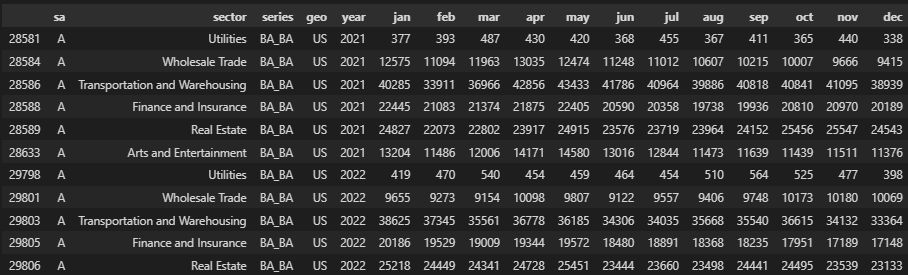 sa sector series geo year jan feb mar apr may jun jul aug sep oct nov dec
28581 A Utilities BA_BA US 2021 377 393 487 430 420 368 455 367 411 365 440 338
28584 A Wholesale Trade BA_BA US 2021 12575 11094 11963 13035 12474 11248 11012 10607 10215 10007 9666 9415
28586 A Transportation and Warehousing BA_BA US 2021 40285 33911 36966 42856 43433 41786 40964 39886 40818 40841 41095 38939
28588 A Finance and Insurance BA_BA US 2021 22445 21083 21374 21875 22405 20590 20358 19738 19936 20810 20970 20189
28589 A Real Estate BA_BA US 2021 24827 22073 22802 23917 24915 23576 23719 23964 24152 25456 25547 24543
28633 A Arts and Entertainment BA_BA US 2021 13204 11486 12006 14171 14580 13016 12844 11473 11639 11439 11511 11376
29798 A Utilities BA_BA US 2022 419 470 540 454 459 464 454 510 564 525 477 398
29801 A Wholesale Trade BA_BA US 2022 9655 9273 9154 10098 9807 9122 9557 9406 9748 10173 10180 10069
29803 A Transportation and Warehousing BA_BA US 2022 38625 37345 35561 36778 36185 34306 34035 35668 35540 36615 34132 33364
29805 A Finance and Insurance BA_BA US 2022 20186 19529 19009 19344 19572 18480 18891 18368 18235 17951 17189 17148
29806 A Real Estate BA_BA US 2022 25218 24449 24341 24728 25451 23444 23660 23498 24441 24495 23539 23133